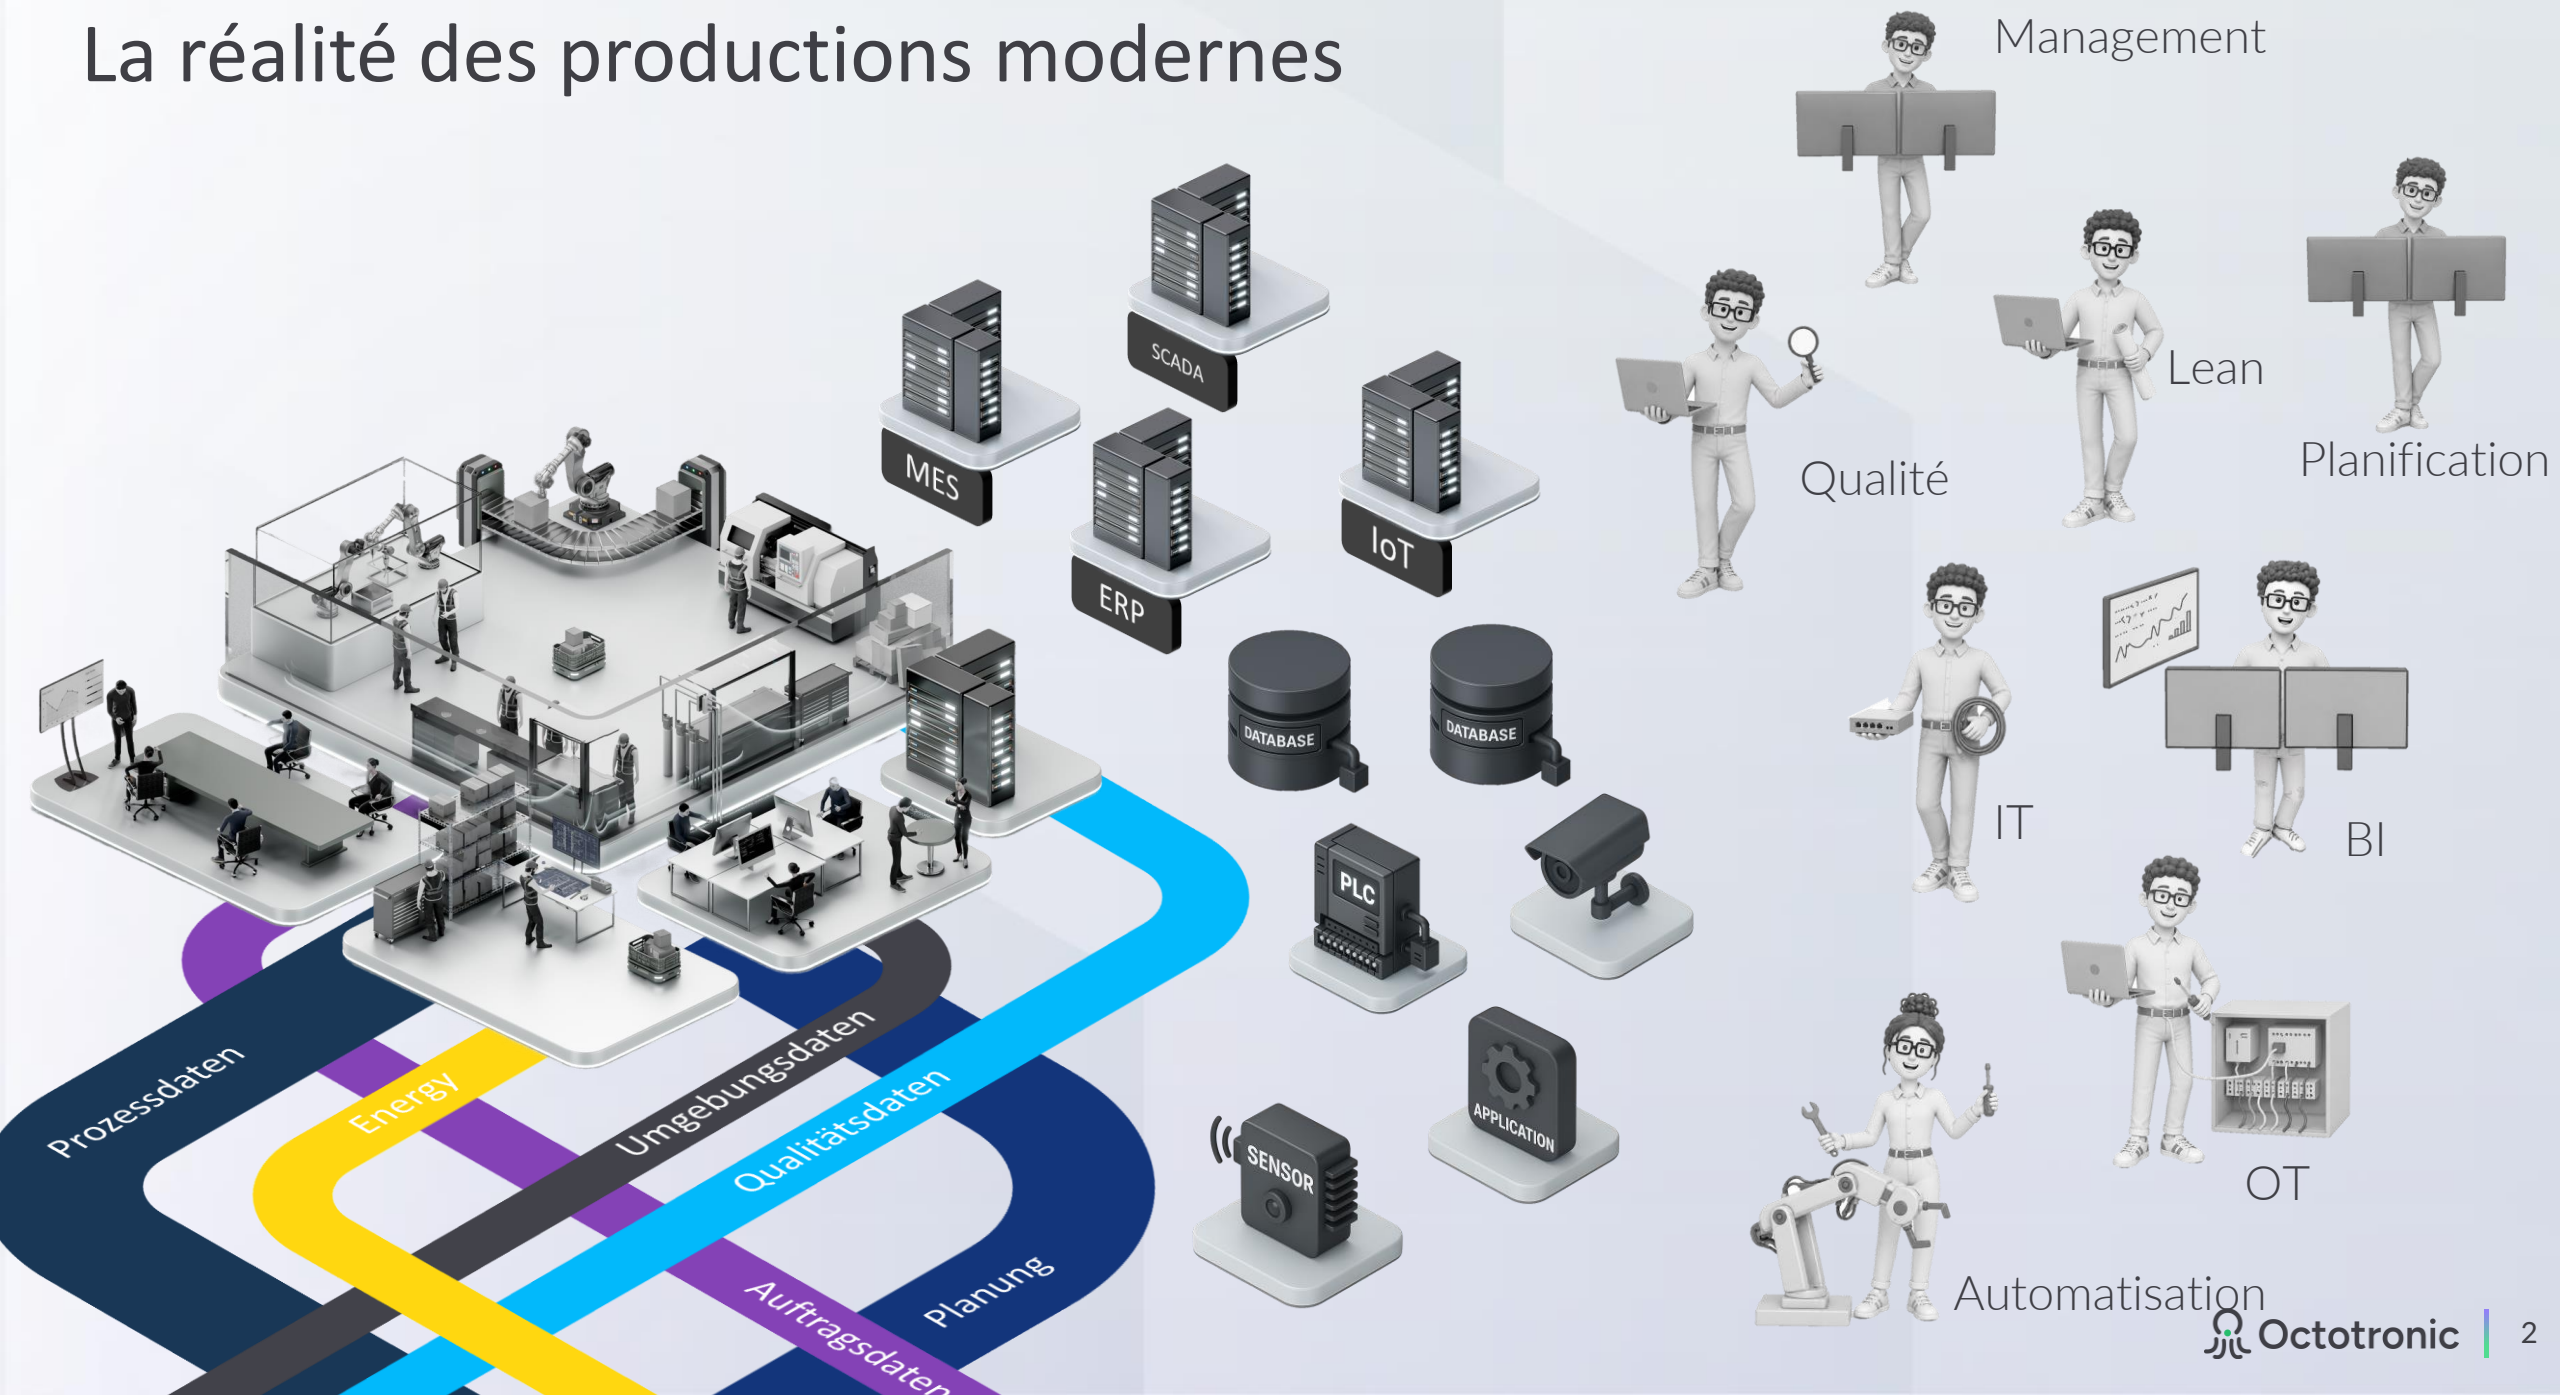 La réalité des productions modernes
Management
SCADA
MES
Lean
IoT
ERP
Qualité
Planification
DATABASE
DATABASE
IT
BI
PLC
Prozessdaten
Energy
Umgebungsdaten
Qualitätsdaten
APPLICATION
SENSOR
OT
Planung
Auftragsdaten
Automatisation
Octotronic
2